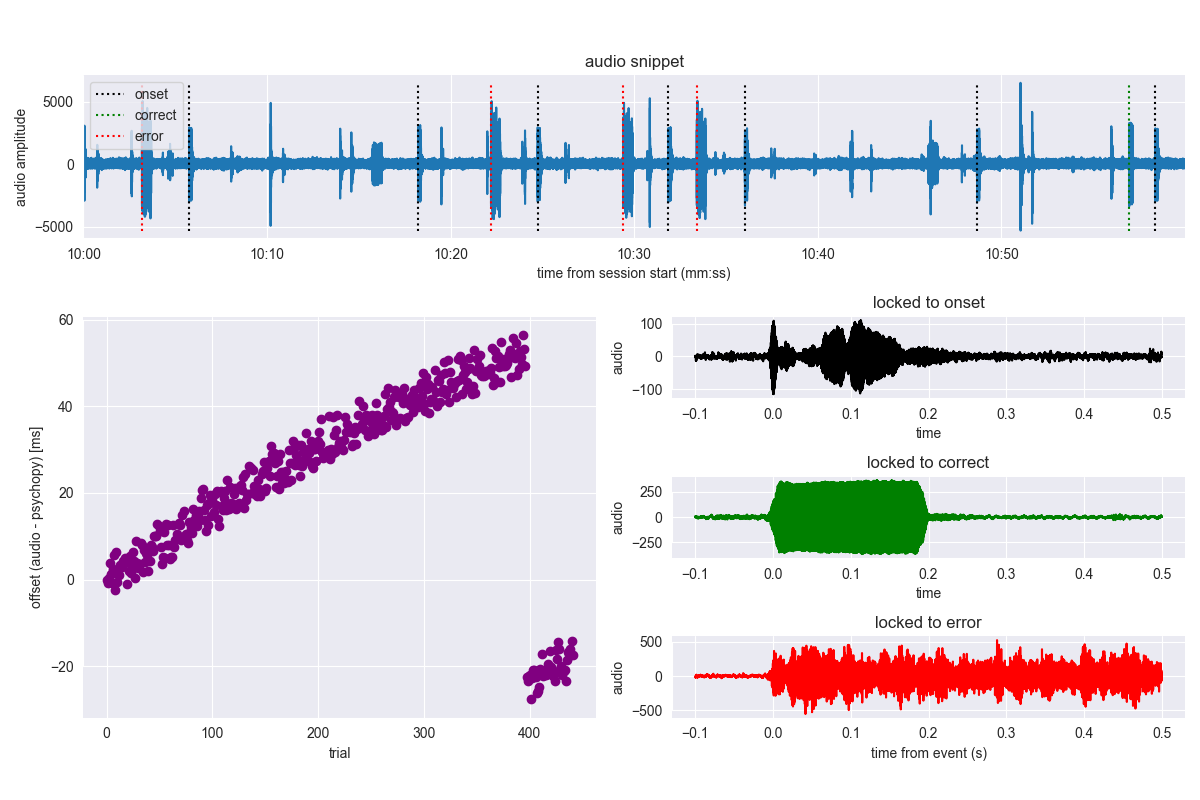 audio snippet
onset
correct
error
audio amplitude
5000
0
−5000
10:00 10:10 10:20 10:30 10:40 10:50
time from session start (mm:ss)
offset (audio - psychopy) [ms]
60
40
20
0
−20
0 100 200 300 400
trial
locked to onset
audio
100
0
−100
−0.1 0.0 0.1 0.2 0.3 0.4 0.5
time
locked to correct
audio
250
0
−250
−0.1 0.0 0.1 0.2 0.3 0.4 0.5
time
locked to error
audio
500
0
−500
−0.1 0.0 0.1 0.2 0.3 0.4 0.5
time from event (s)